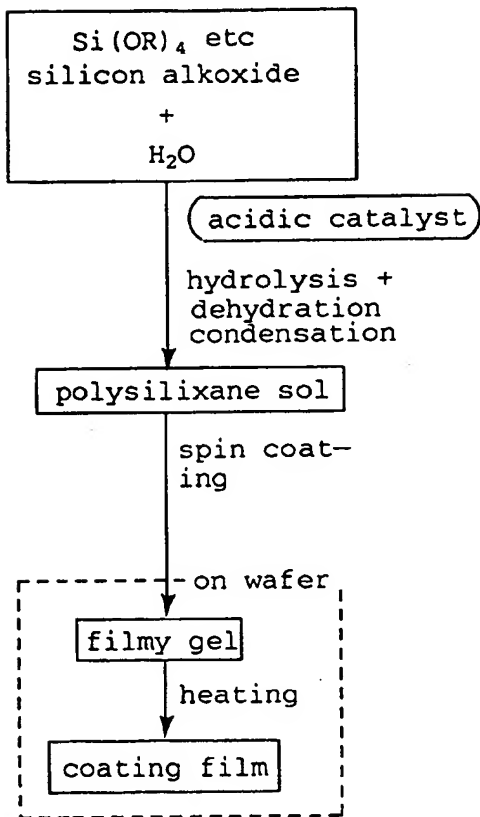 Si(OR)₄ etc
silicon alkoxide
+
H₂O
acidic catalyst
hydrolysis +
dehydration
condensation
polysilixane sol
spin coat—
ing
on wafer
filmy gel
heating
coating film